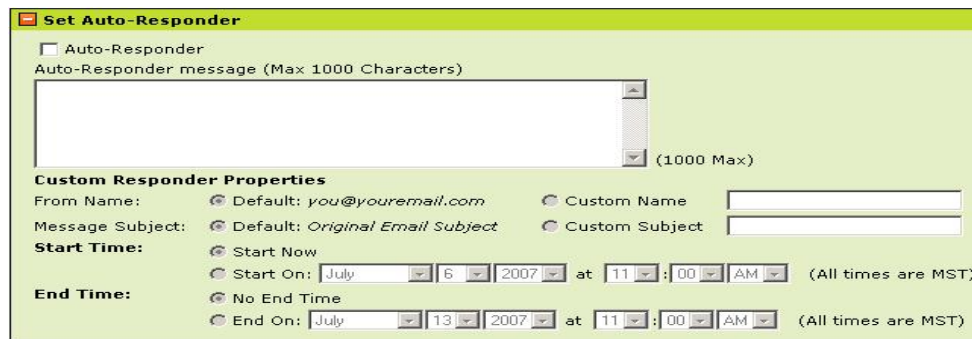 Set Auto-Responder
Auto-Responder
Auto-Responder message (Max 1000 Characters)
(1000 Max)
Custom Responder Properties
From Name: Default: you@youremail.com Custom Name
Message Subject: Default: Original Email Subject Custom Subject
Start Time: Start Now
Start On: July 6 2007 at 11 : 00 AM (All times are MST)
End Time: No End Time
End On: July 13 2007 at 11 : 00 AM (All times are MST)